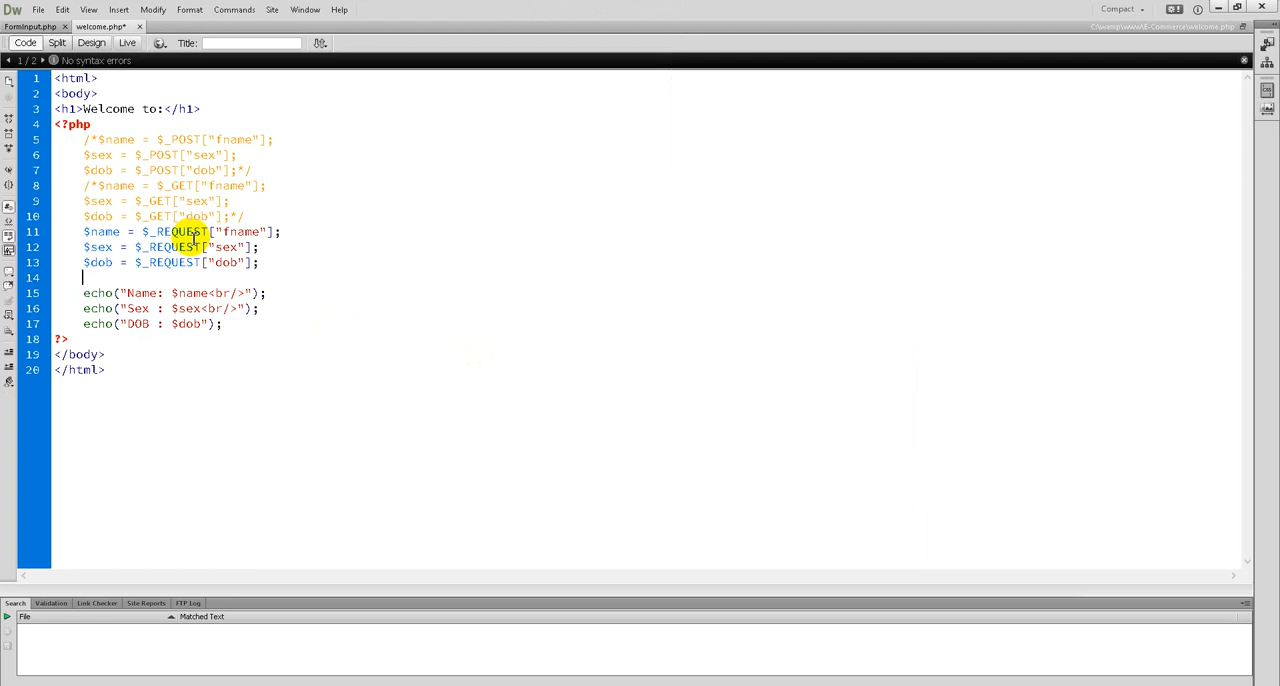 Dw File Edit View Insert Modify Format Commands Site Window Help Compact
FormInput.php × welcome.php* × C:\wamp\www\E-Commerce\welcome.php
Code Split Design Live Title:
1 / 2 No syntax errors
1 <html>
2 <body>
3 <h1>Welcome to:</h1>
4 <?php
5 /*$name = $_POST["fname"];
6 $sex = $_POST["sex"];
7 $dob = $_POST["dob"];*/
8 /*$name = $_GET["fname"];
9 $sex = $_GET["sex"];
10 $dob = $_GET["dob"];*/
11 $name = $_REQUEST["fname"];
12 $sex = $_REQUEST["sex"];
13 $dob = $_REQUEST["dob"];
14
15 echo("Name: $name<br/>");
16 echo("Sex : $sex<br/>");
17 echo("DOB : $dob");
18 ?>
19 </body>
20 </html>
Search Validation Link Checker Site Reports FTP Log
File Matched Text
CSS